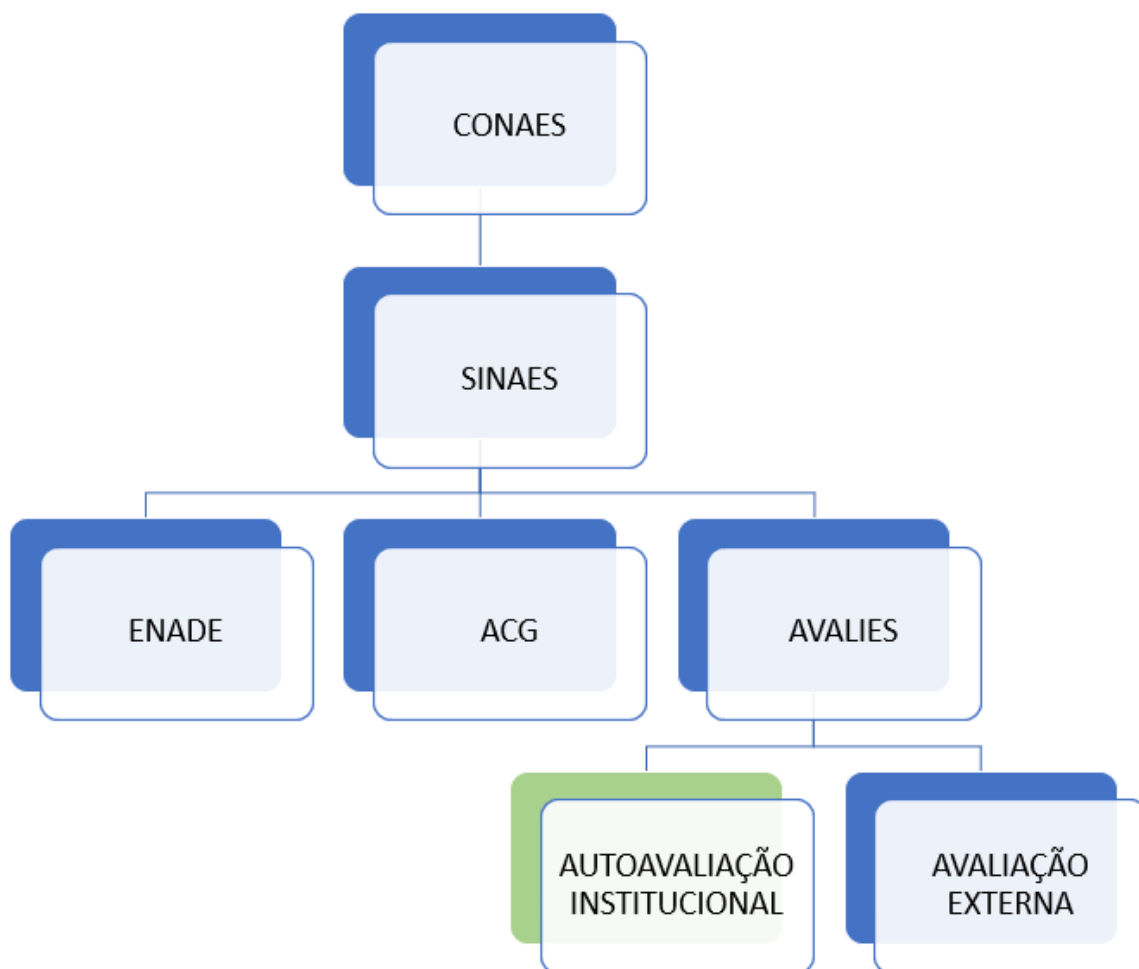 CONAES
SINAES
ENADE
ACG
AVALIES
AUTOAVALIAÇÃO
INSTITUCIONAL
AVALIAÇÃO
EXTERNA